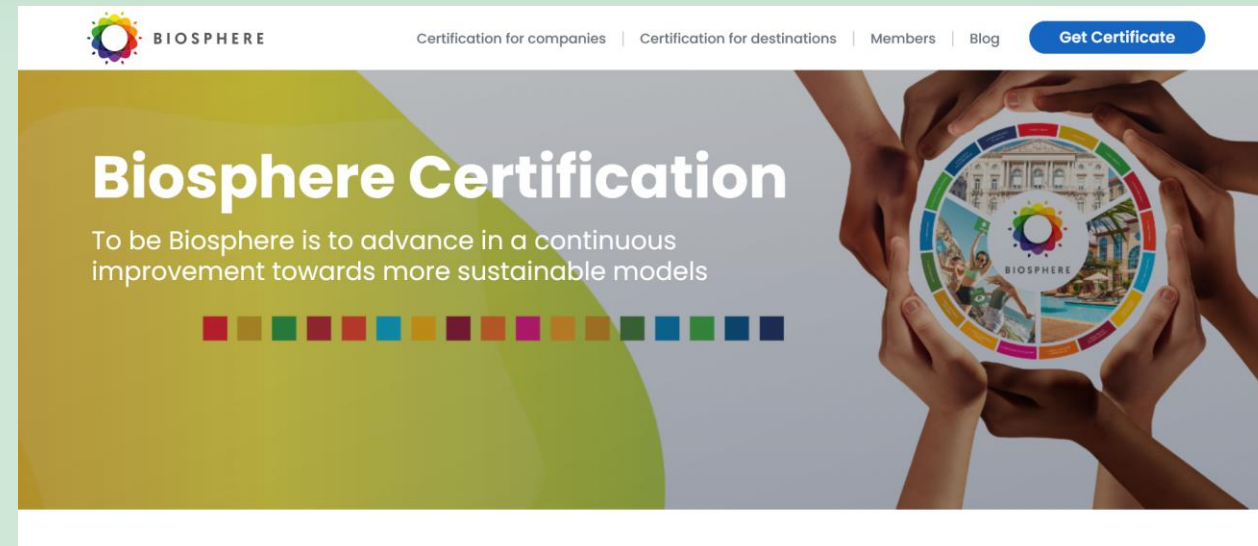 BIOSPHERE
Certification for companies | Certification for destinations | Members | Blog
Get Certificate
Biosphere Certification
To be Biosphere is to advance in a continuous
improvement towards more sustainable models
BIOSPHERE